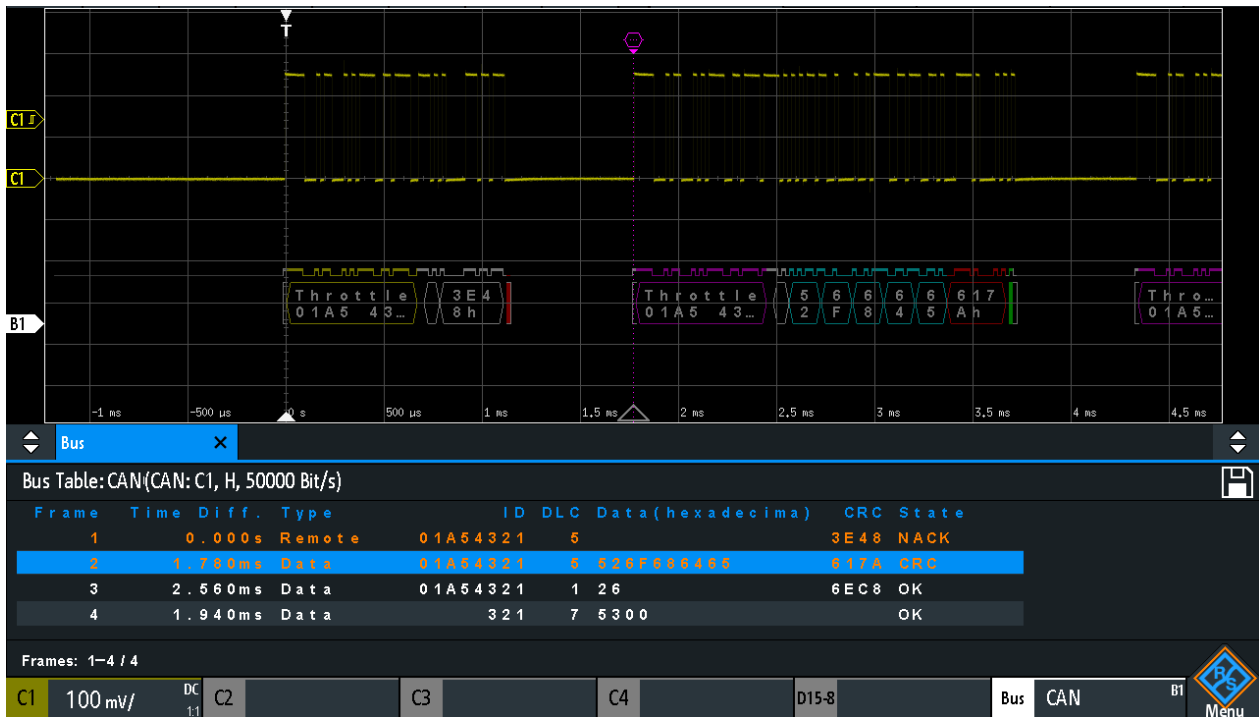 T
C1
C1
Throttle 3E4 Throttle 5 6 6 6 6 617 Thro…
01A5 43… 8h 01A5 43… 2 F 8 4 5 Ah 01A5…
B1
-1 ms -500 µs 0 s 500 µs 1 ms 1.5 ms 2 ms 2.5 ms 3 ms 3.5 ms 4 ms 4.5 ms
Bus ×
Bus Table: CAN(CAN: C1, H, 50000 Bit/s)
Frame Time Diff. Type ID DLC Data(hexadecima) CRC State
1 0.000s Remote 01A54321 5 3E48 NACK
2 1.780ms Data 01A54321 5 526F686465 617A CRC
3 2.560ms Data 01A54321 1 26 6EC8 OK
4 1.940ms Data 321 7 5300 OK
Frames: 1-4 / 4
C1 100 mV/ DC 1:1 C2 C3 C4 D15-8 Bus CAN B1 R&S Menu